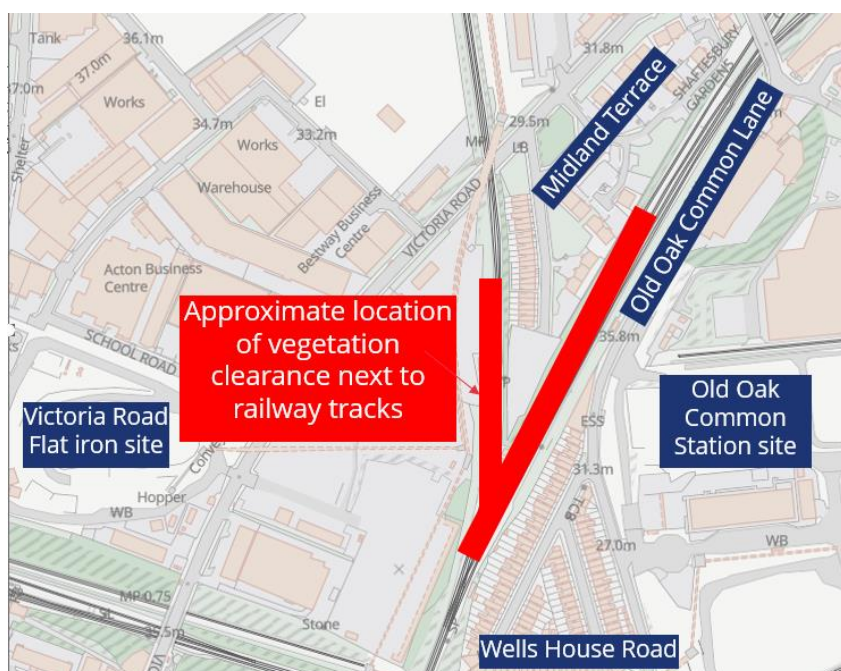 Tank
36.1m
37.0m
Works
El
34.7m
33.2m
Works
Shelter
Warehouse
Bestway Business
Centre
VICTORIA ROAD
Acton Business
Centre
SCHOOL ROAD
MP
29.5m
LB
31.8m
Midland Terrace
SHAFTESBURY
GARDENS
Old Oak Common Lane
Approximate location
of vegetation
clearance next to
railway tracks
35.8m
Victoria Road
Flat iron site
Old Oak
Common
Station site
ESS
Hopper
WB
31.3m
TCB
27.0m
WB
MP 0.75
Stone
Wells House Road